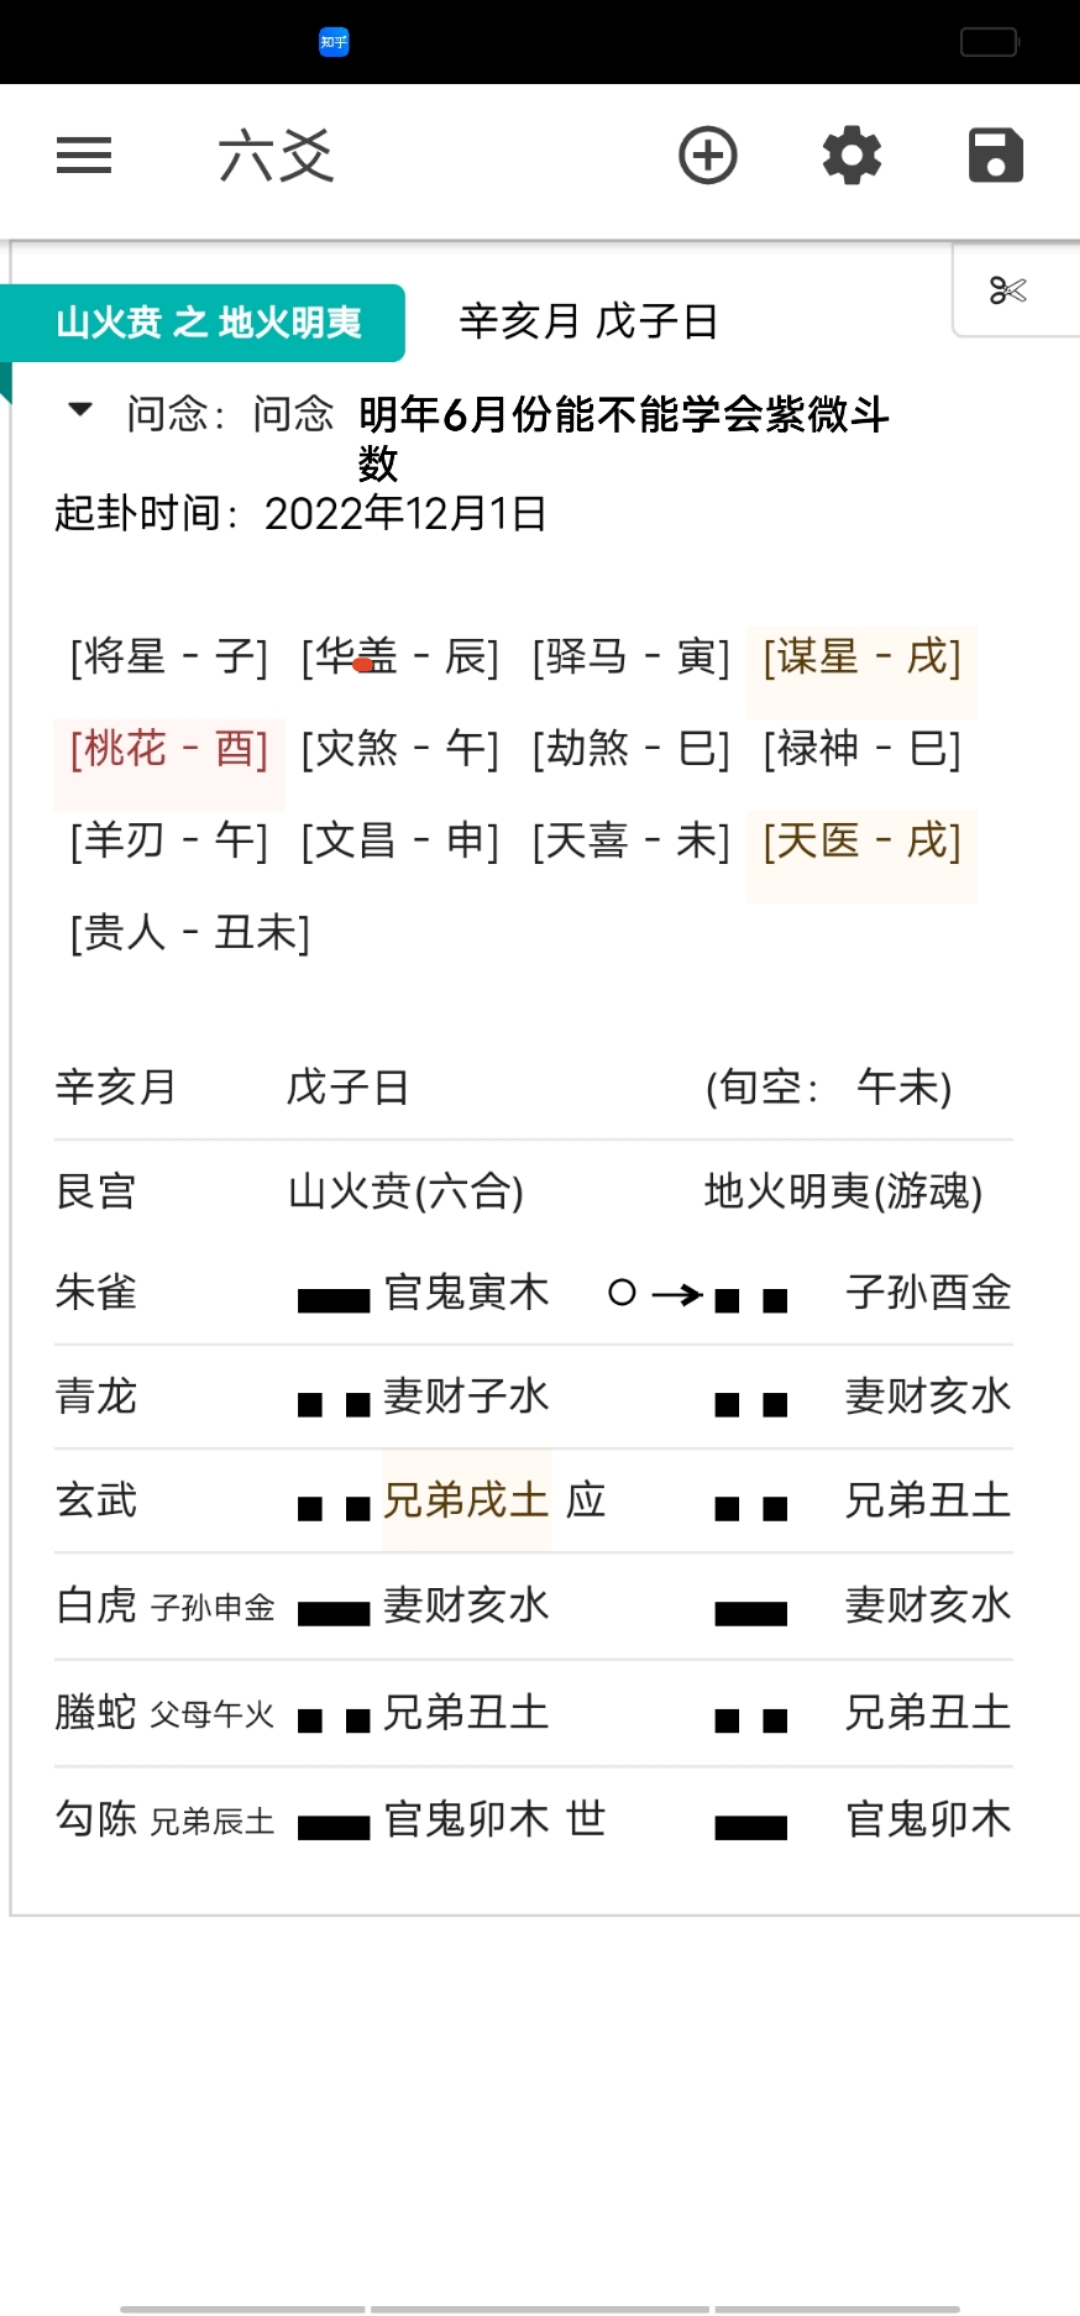 知乎
六爻
山火贲 之 地火明夷 辛亥月 戊子日
问念：问念 明年6月份能不能学会紫微斗
数
起卦时间：2022年12月1日
[将星 - 子] [华盖 - 辰] [驿马 - 寅] [谋星 - 戌]
[桃花 - 酉] [灾煞 - 午] [劫煞 - 巳] [禄神 - 巳]
[羊刃 - 午] [文昌 - 申] [天喜 - 未] [天医 - 戌]
[贵人 - 丑未]
辛亥月 戊子日 (旬空： 午未)
艮宫 山火贲(六合) 地火明夷(游魂)
朱雀 官鬼寅木 ○→ 子孙酉金
青龙 妻财子水 妻财亥水
玄武 兄弟戌土 应 兄弟丑土
白虎 子孙申金 妻财亥水 妻财亥水
螣蛇 父母午火 兄弟丑土 兄弟丑土
勾陈 兄弟辰土 官鬼卯木 世 官鬼卯木